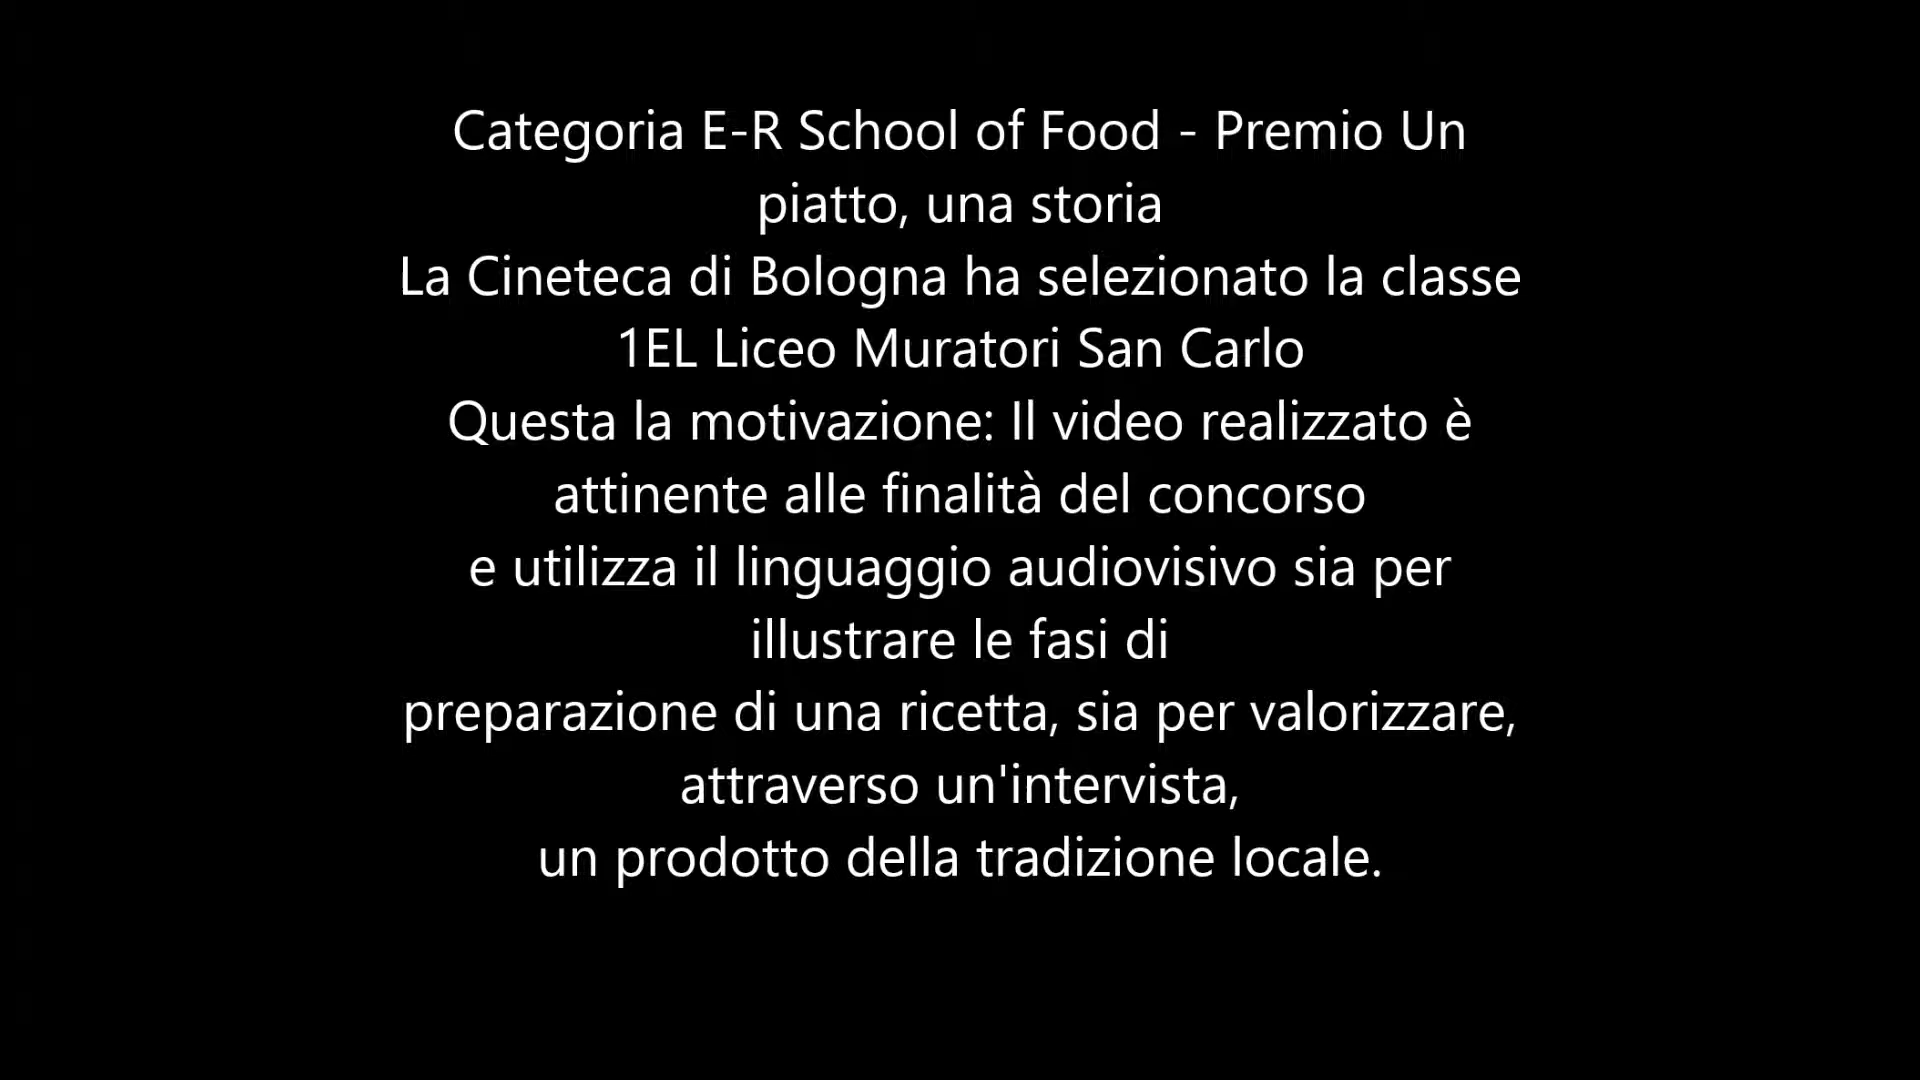 Categoria E-R School of Food - Premio Un
piatto, una storia
La Cineteca di Bologna ha selezionato la classe
1EL Liceo Muratori San Carlo
Questa la motivazione: Il video realizzato è
attinente alle finalità del concorso
e utilizza il linguaggio audiovisivo sia per
illustrare le fasi di
preparazione di una ricetta, sia per valorizzare,
attraverso un'intervista,
un prodotto della tradizione locale.